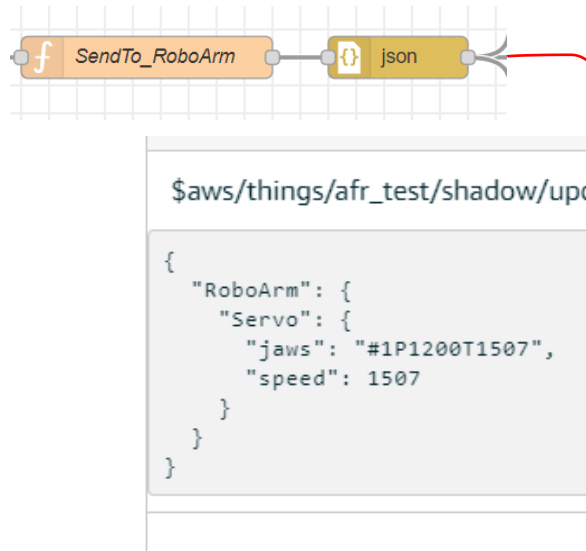 SendTo_RoboArm
json
$aws/things/afr_test/shadow/upd
{
  "RoboArm": {
    "Servo": {
      "jaws": "#1P1200T1507",
      "speed": 1507
    }
  }
}